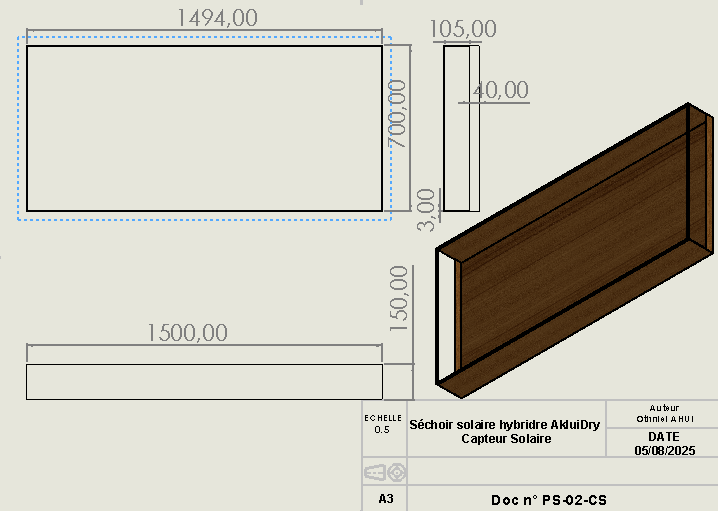 1494,00
105,00
700,00
40,00
3,00
150,00
1500,00
ECHELLE
0.5
Séchoir solaire hybridre AkluiDry
Capteur Solaire
Auteur
Othniel AHUI
DATE
05/08/2025
A3
Doc n° PS-02-CS